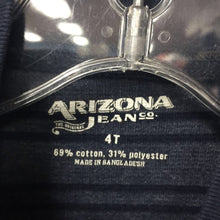 ARIZONA
THE ORIGINAL JEAN CO.
4T
69% cotton, 31% polyester
MADE IN BANGLADESH